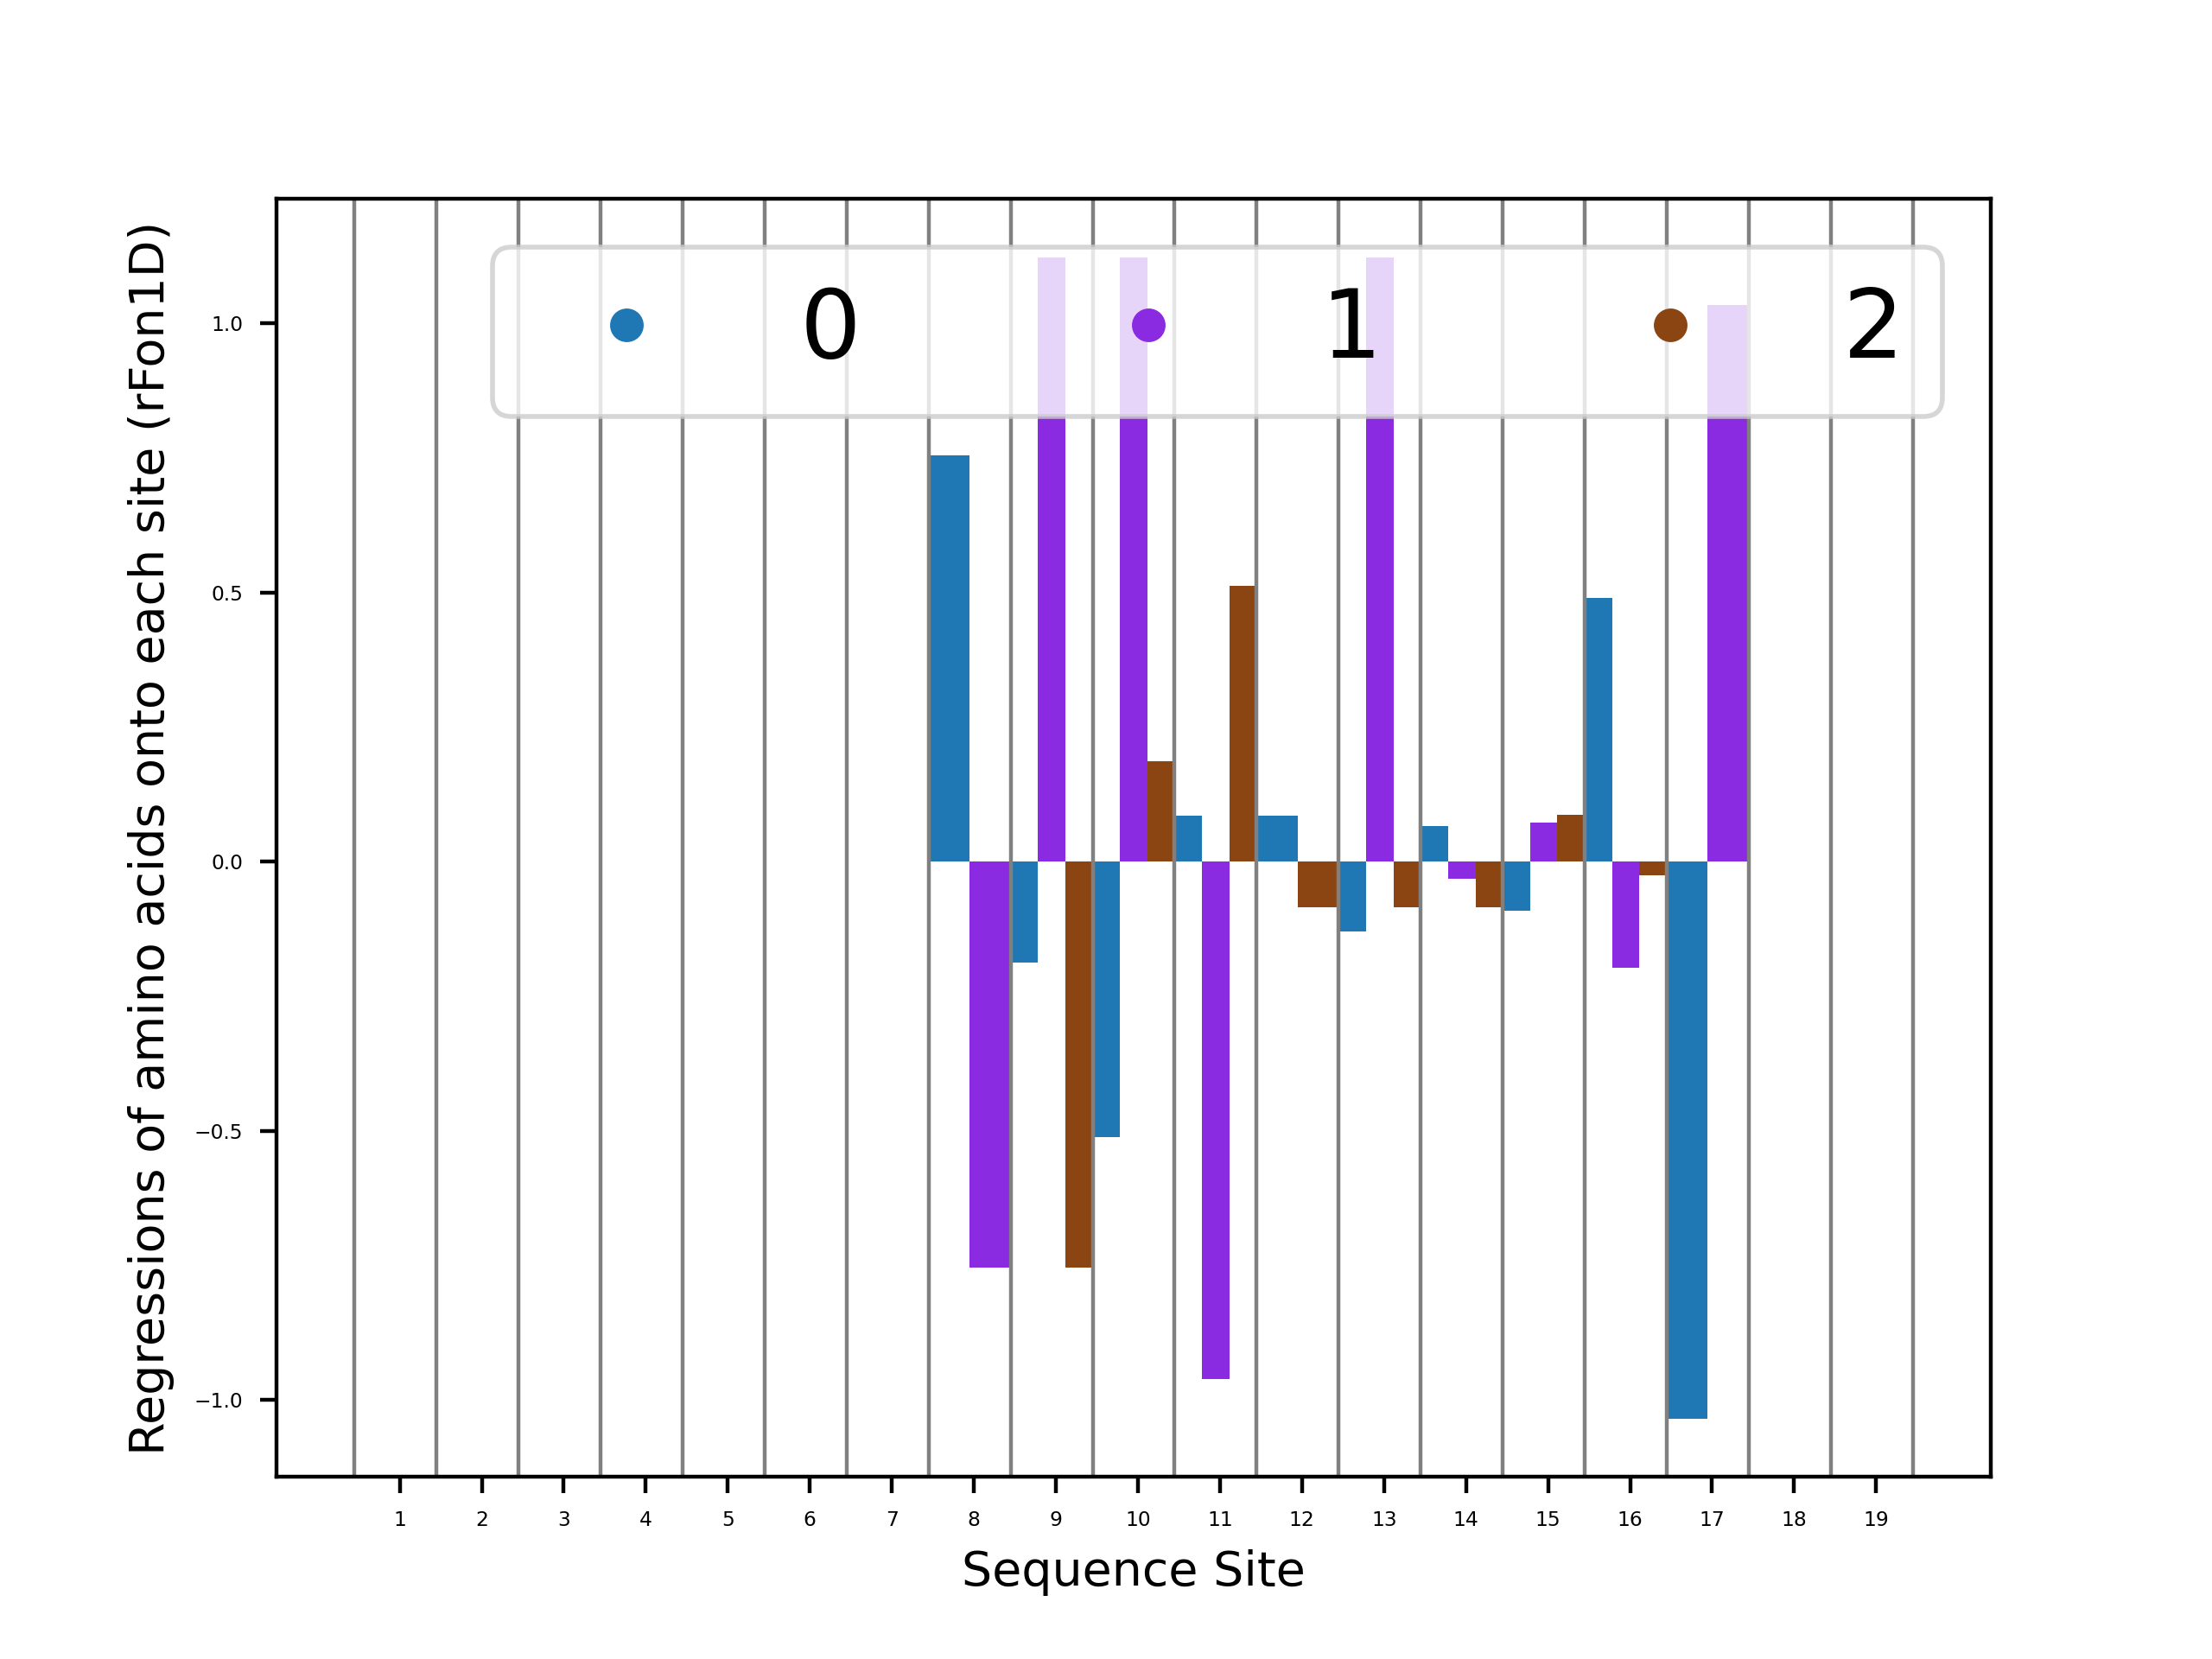 Regressions of amino acids onto each site (rFon1D)
0 1 2
1.0
0.5
0.0
−0.5
−1.0
1 2 3 4 5 6 7 8 9 10 11 12 13 14 15 16 17 18 19
Sequence Site